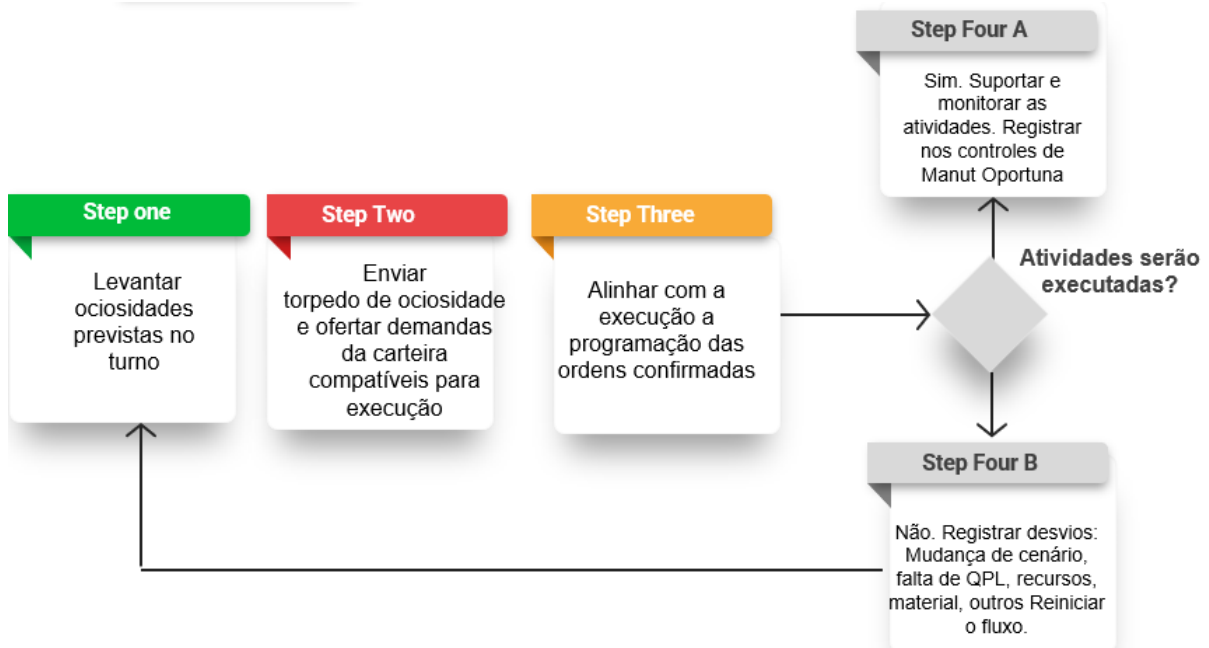 Step one
Levantar
ociosidades
previstas no
turno
Step Two
Enviar
torpedo de ociosidade
e ofertar demandas
da carteira
compatíveis para
execução
Step Three
Alinhar com a
execução a
programação das
ordens confirmadas
Atividades serão
executadas?
Step Four A
Sim. Suportar e
monitorar as
atividades. Registrar
nos controles de
Manut Oportuna
Step Four B
Não. Registrar desvios:
Mudança de cenário,
falta de QPL, recursos,
material, outros Reiniciar
o fluxo.